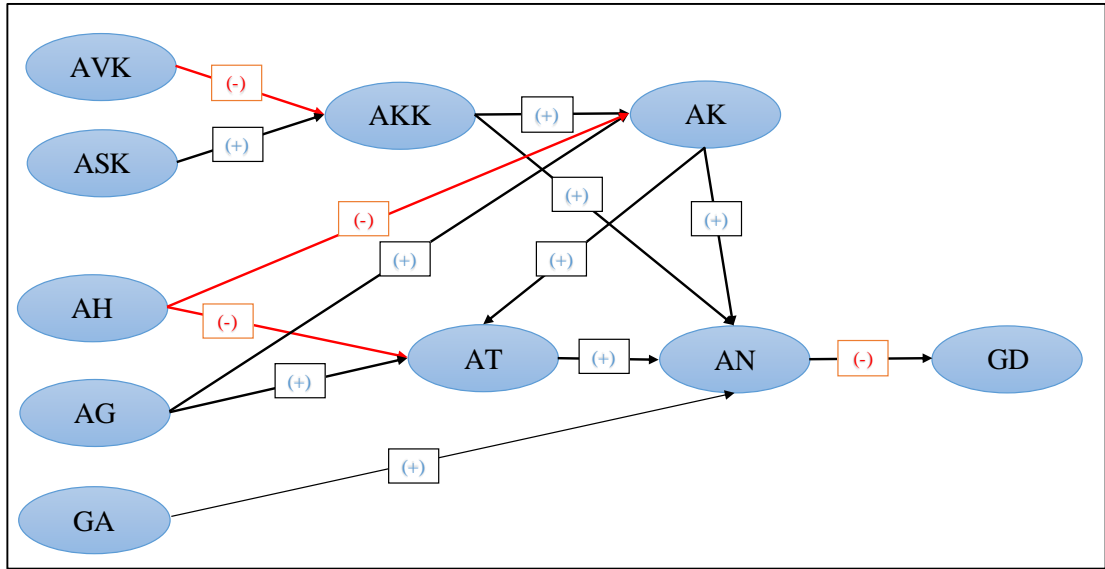 AVK
(-)
ASK
(+)
AKK
(+)
AK
(+)
(+)
(-)
(+)
(+)
AH
(-)
AT
(+)
AN
(-)
GD
AG
(+)
GA
(+)